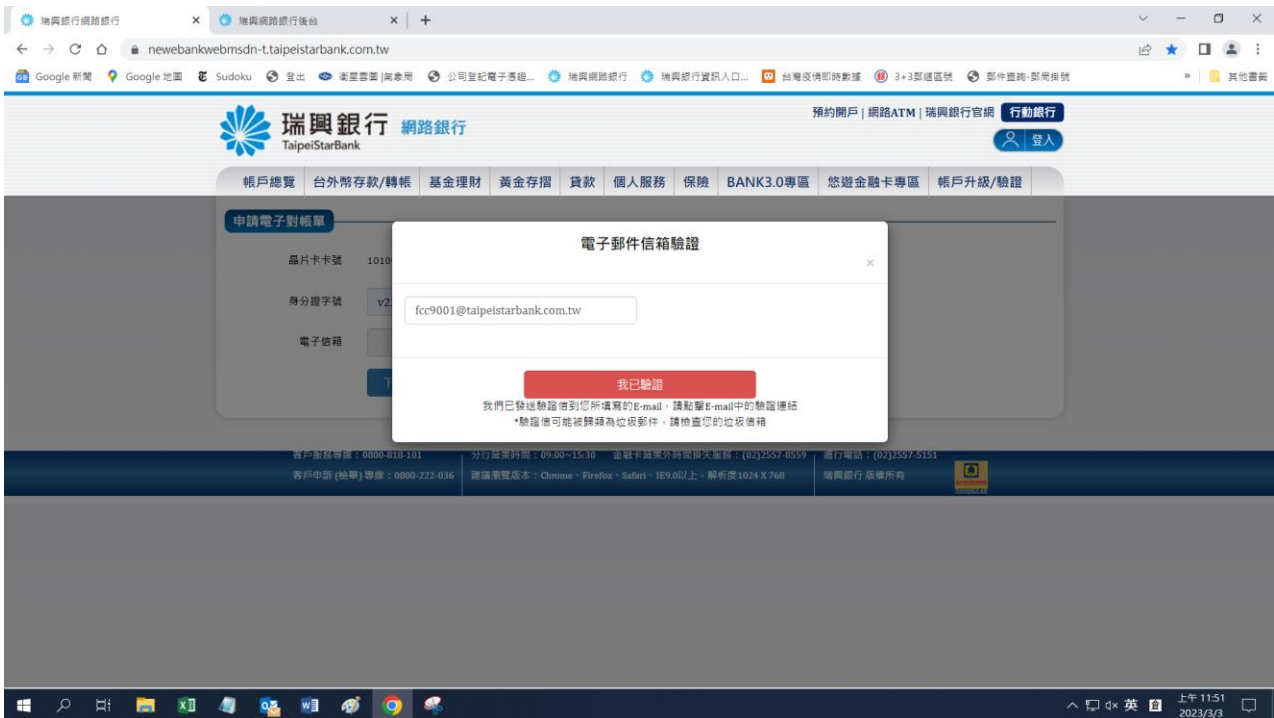 瑞興銀行網路銀行
瑞興網路銀行後台
newebankwebmsdn-t.taipeistarbank.com.tw
Google 新聞 Google 地圖 Sudoku 登出 衛星雲圖|氣象局 公司登記電子憑證... 瑞興網路銀行 瑞興銀行資訊入口... 台灣疫情即時數據 3+3郵遞區號 郵件查詢-郵局掛號 » 其他書籤
瑞興銀行 網路銀行
TaipeiStarBank
預約開戶 | 網路ATM | 瑞興銀行官網 行動銀行
登入
帳戶總覽 台外幣存款/轉帳 基金理財 黃金存摺 貸款 個人服務 保險 BANK3.0專區 悠遊金融卡專區 帳戶升級/驗證
申請電子對帳單
電子郵件信箱驗證
×
晶片卡卡號 1010
身分證字號 v2
fcc9001@taipeistarbank.com.tw
電子信箱
下
我已驗證
我們已發送驗證信到您所填寫的E-mail，請點擊E-mail中的驗證連結
*驗證信可能被歸類為垃圾郵件，請檢查您的垃圾信箱
客戶服務專線：0800-818-101 分行營業時間：09:00~15:30 金融卡營業外時間掛失服務：(02)2557-8559 總行電話：(02)2557-5151
客戶申訴 (檢舉) 專線：0800-222-036 建議瀏覽版本：Chrome、Firefox、Safari、IE9.0以上，解析度1024 X 768 瑞興銀行 版權所有
英
上午 11:51
2023/3/3